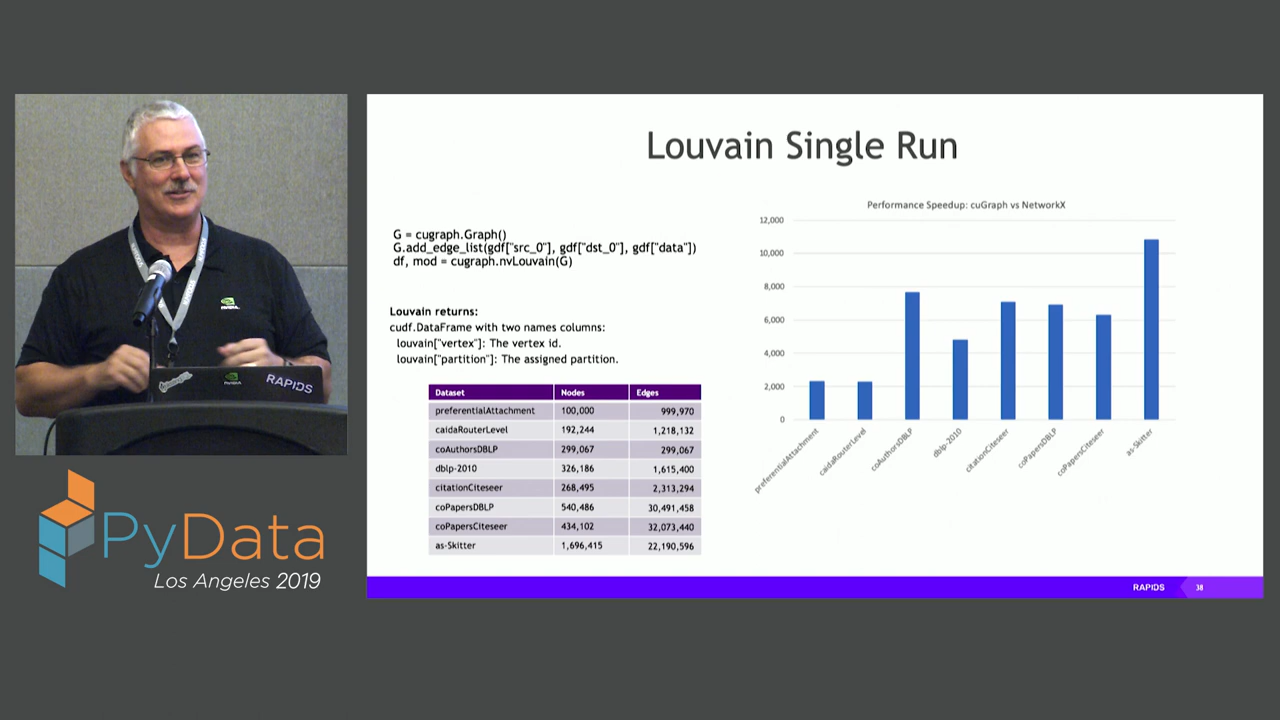 Louvain Single Run
G = cugraph.Graph()
G.add_edge_list(gdf["src_0"], gdf["dst_0"], gdf["data"])
df, mod = cugraph.nvLouvain(G)
Louvain returns:
cudf.DataFrame with two names columns:
louvain["vertex"]: The vertex id.
louvain["partition"]: The assigned partition.
Dataset Nodes Edges
preferentialAttachment 100,000 999,970
caidaRouterLevel 192,244 1,218,132
coAuthorsDBLP 299,067 299,067
dblp-2010 326,186 1,615,400
citationCiteseer 268,495 2,313,294
coPapersDBLP 540,486 30,491,458
coPapersCiteseer 434,102 32,073,440
as-Skitter 1,696,415 22,190,596
Performance Speedup: cuGraph vs NetworkX
12,000
10,000
8,000
6,000
4,000
2,000
0
preferentialAttachment
caidaRouterLevel
coAuthorsDBLP
dblp-2010
citationCiteseer
coPapersDBLP
coPapersCiteseer
as-Skitter
RAPIDS 38
NVIDIA
RAPIDS
PyData
Los Angeles 2019